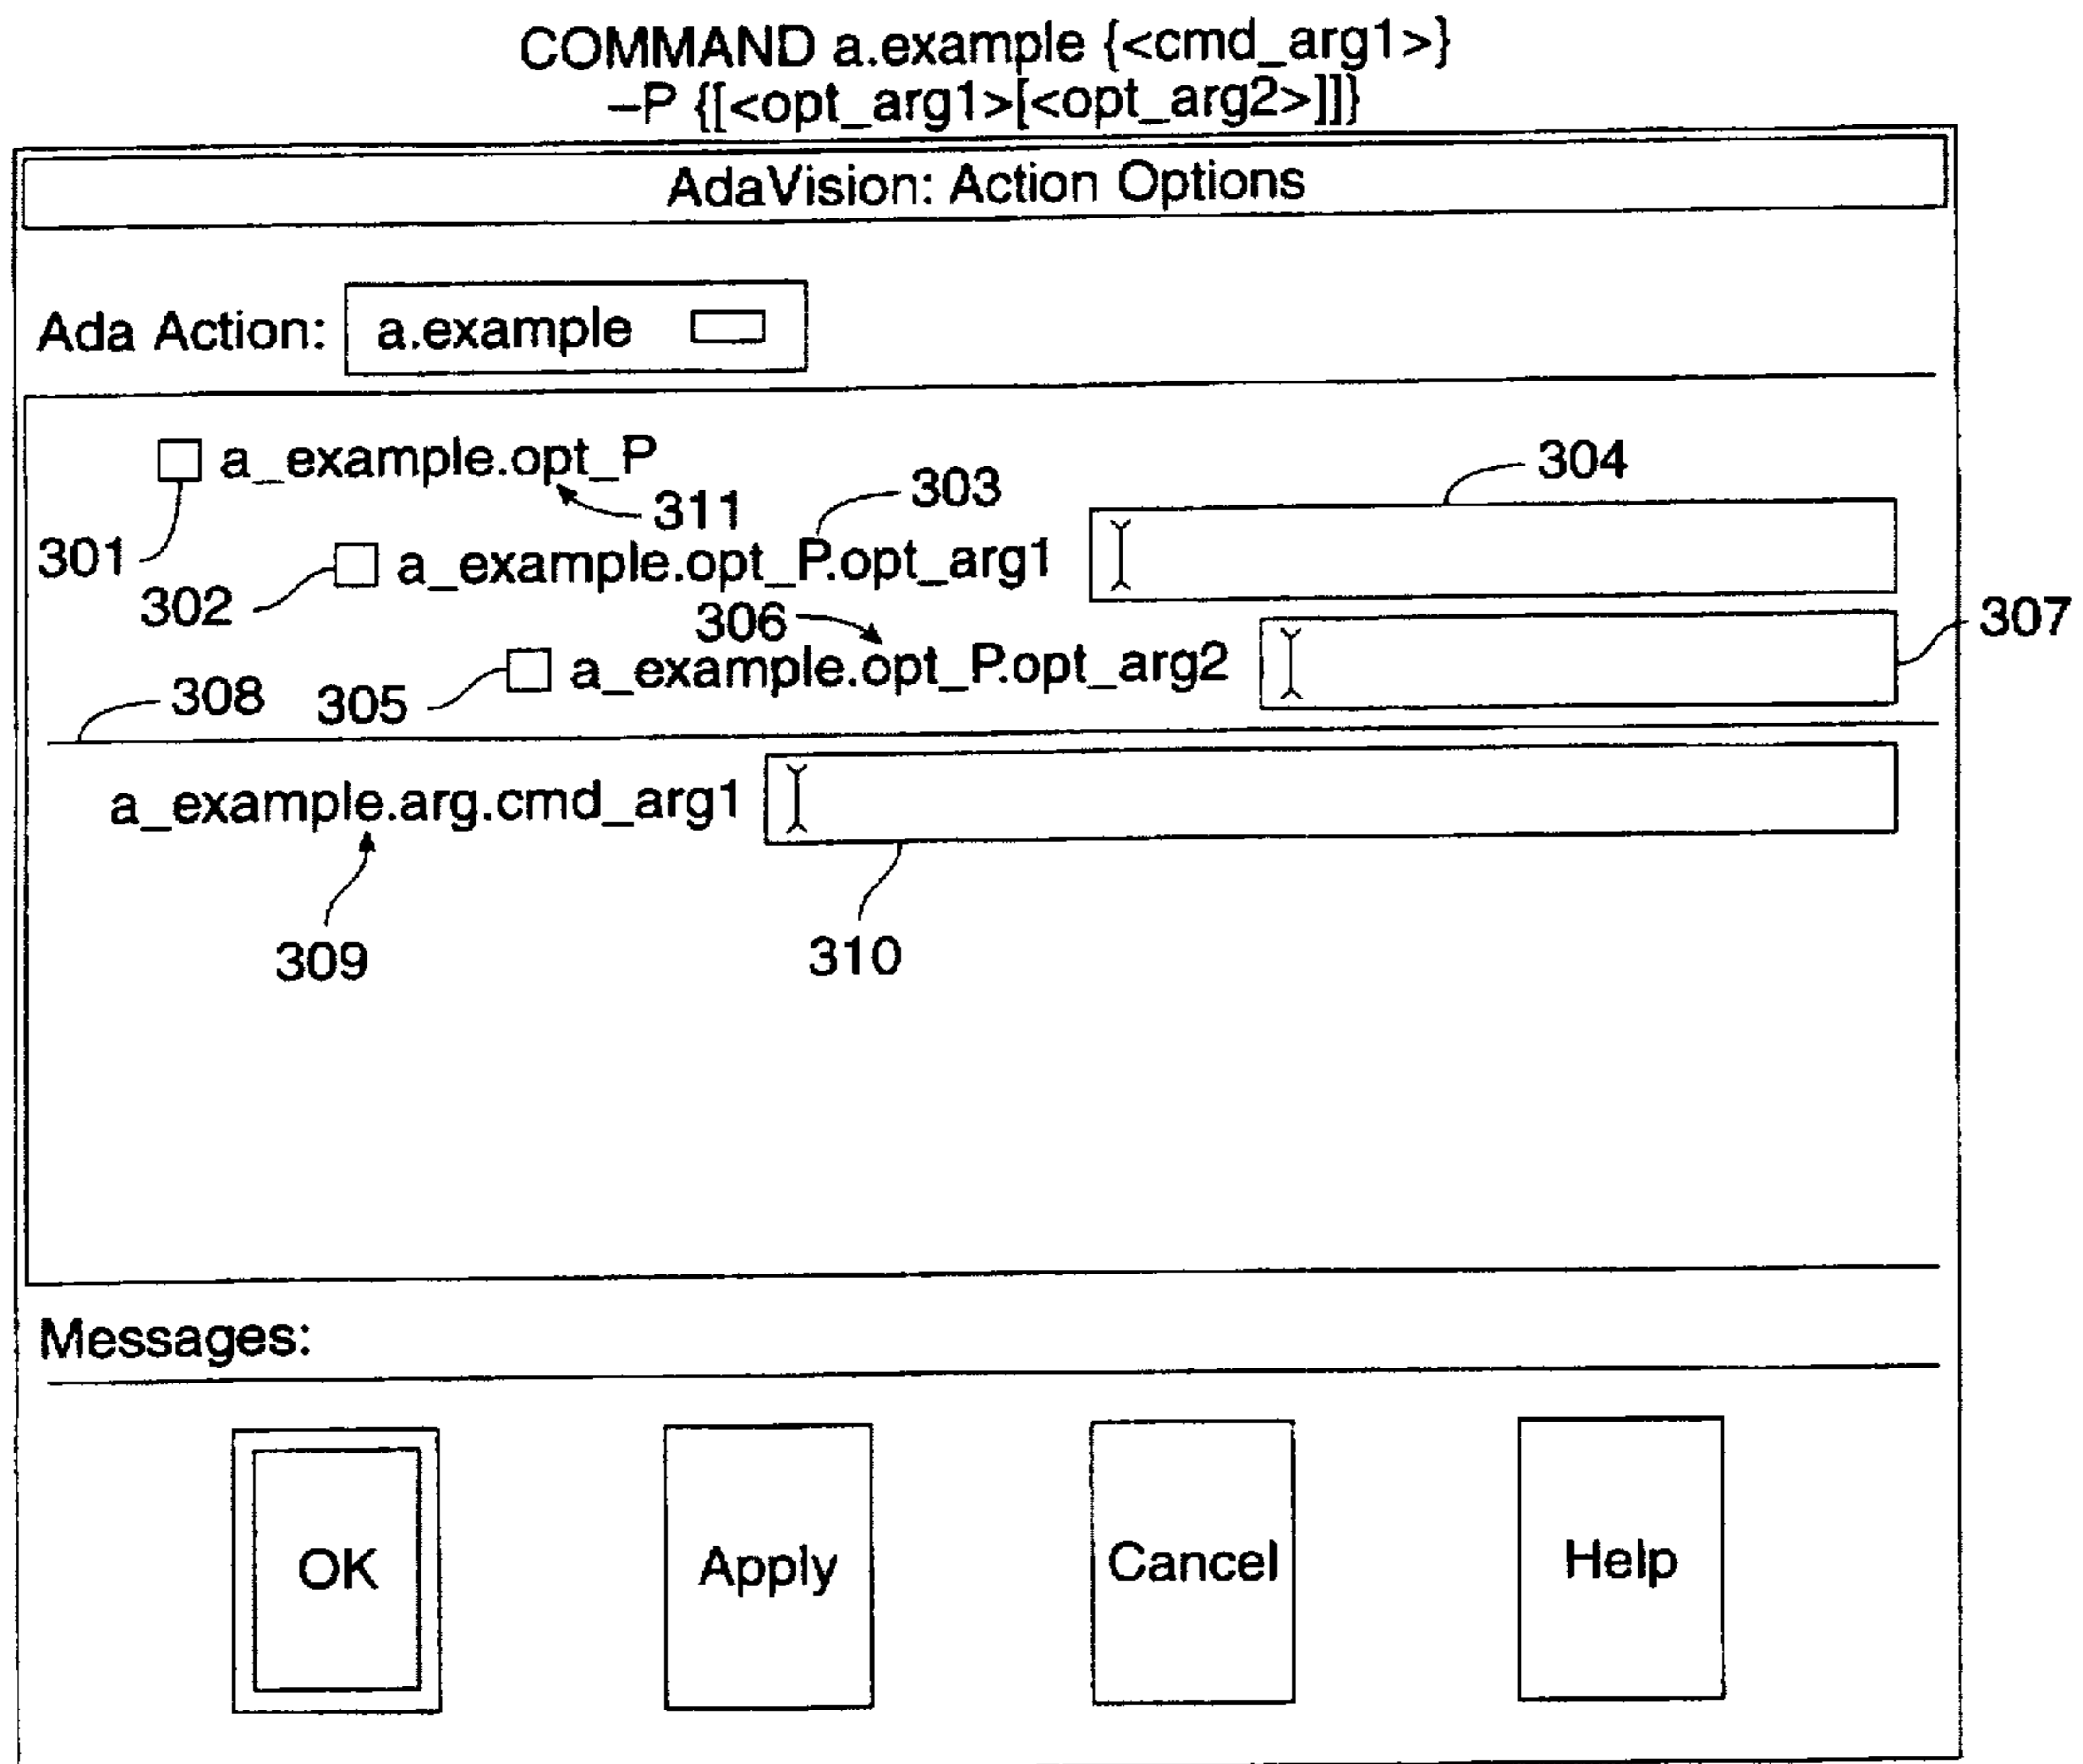 COMMAND a.example {<cmd_arg1>}
–P {[<opt_arg1>[<opt_arg2>]]]}
AdaVision: Action Options
Ada Action: a.example
a_example.opt_P
311
303
304
301
a_example.opt_P.opt_arg1
302
306
307
a_example.opt_P.opt_arg2
308
305
a_example.arg.cmd_arg1
309
310
Messages:
OK
Apply
Cancel
Help